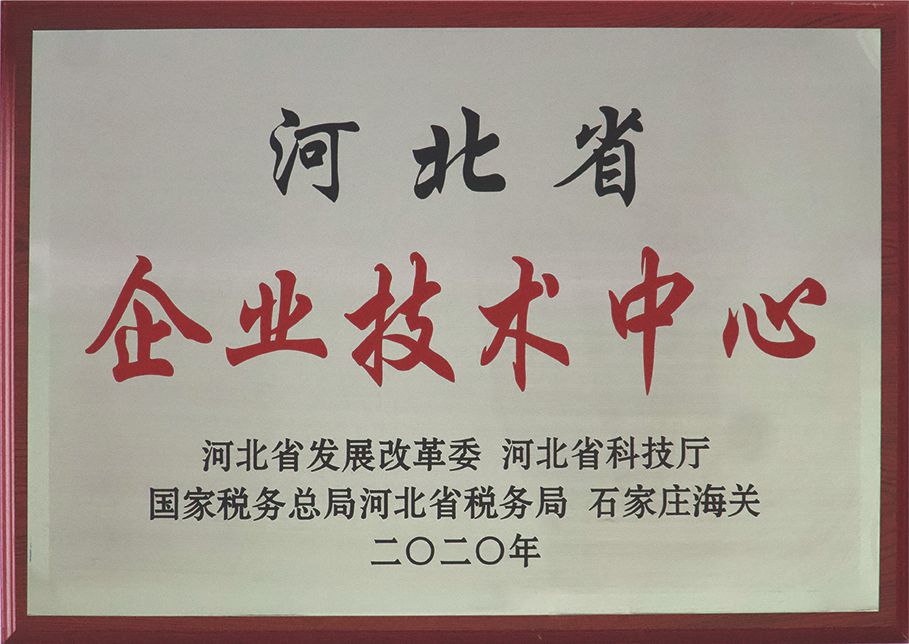 河北省
企业技术中心
河北省发展改革委 河北省科技厅
国家税务总局河北省税务局 石家庄海关
二〇二〇年